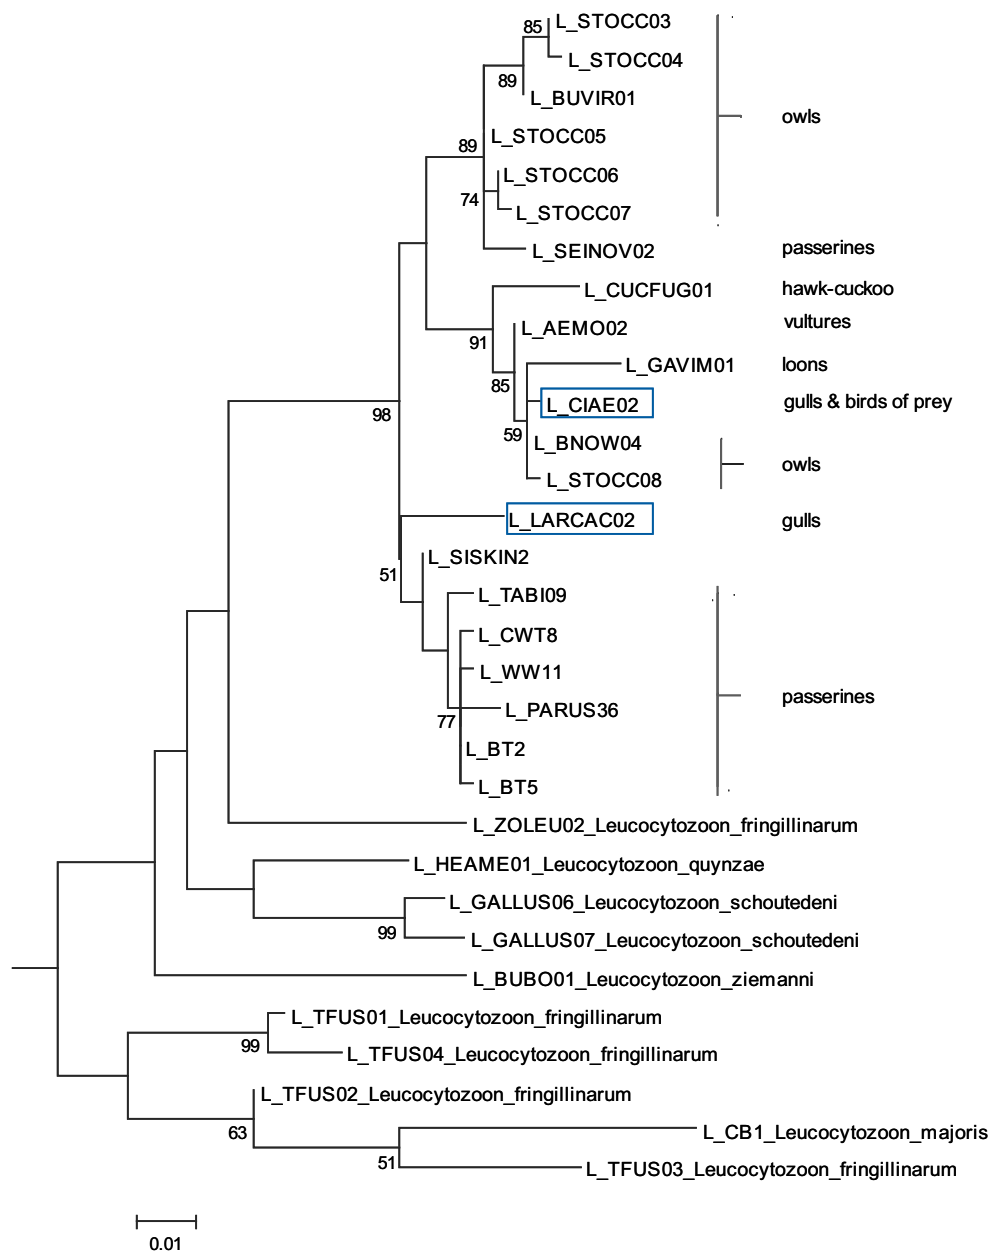 85 L_STOCC03
L_STOCC04
89
L_BUVIR01
owls
L_STOCC05
89
L_STOCC06
74
L_STOCC07
L_SEINOV02 passerines
L_CUCFUG01 hawk-cuckoo
L_AEMO02 vultures
91
L_GAVIM01 loons
85
L_CIAE02 gulls & birds of prey
98
59
L_BNOW04
owls
L_STOCC08
L_LARCAC02 gulls
L_SISKIN2
51
L_TABI09
L_CWT8
L_WW11
passerines
L_PARUS36
77
L_BT2
L_BT5
L_ZOLEU02_Leucocytozoon_fringillinarum
L_HEAME01_Leucocytozoon_quynzae
L_GALLUS06_Leucocytozoon_schoutedeni
99
L_GALLUS07_Leucocytozoon_schoutedeni
L_BUBO01_Leucocytozoon_ziemanni
L_TFUS01_Leucocytozoon_fringillinarum
99
L_TFUS04_Leucocytozoon_fringillinarum
L_TFUS02_Leucocytozoon_fringillinarum
63
L_CB1_Leucocytozoon_majoris
51
L_TFUS03_Leucocytozoon_fringillinarum
0.01